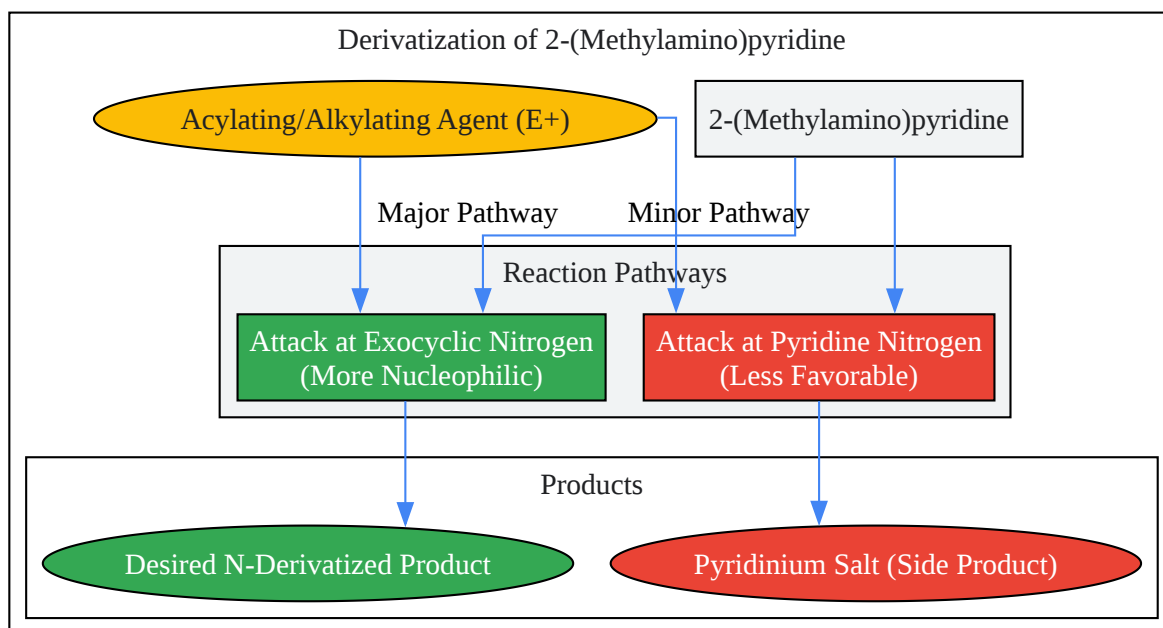 Derivatization of 2-(Methylamino)pyridine
Acylating/Alkylating Agent (E+)
2-(Methylamino)pyridine
Major Pathway
Minor Pathway
Reaction Pathways
Attack at Exocyclic Nitrogen
(More Nucleophilic)
Attack at Pyridine Nitrogen
(Less Favorable)
Products
Desired N-Derivatized Product
Pyridinium Salt (Side Product)